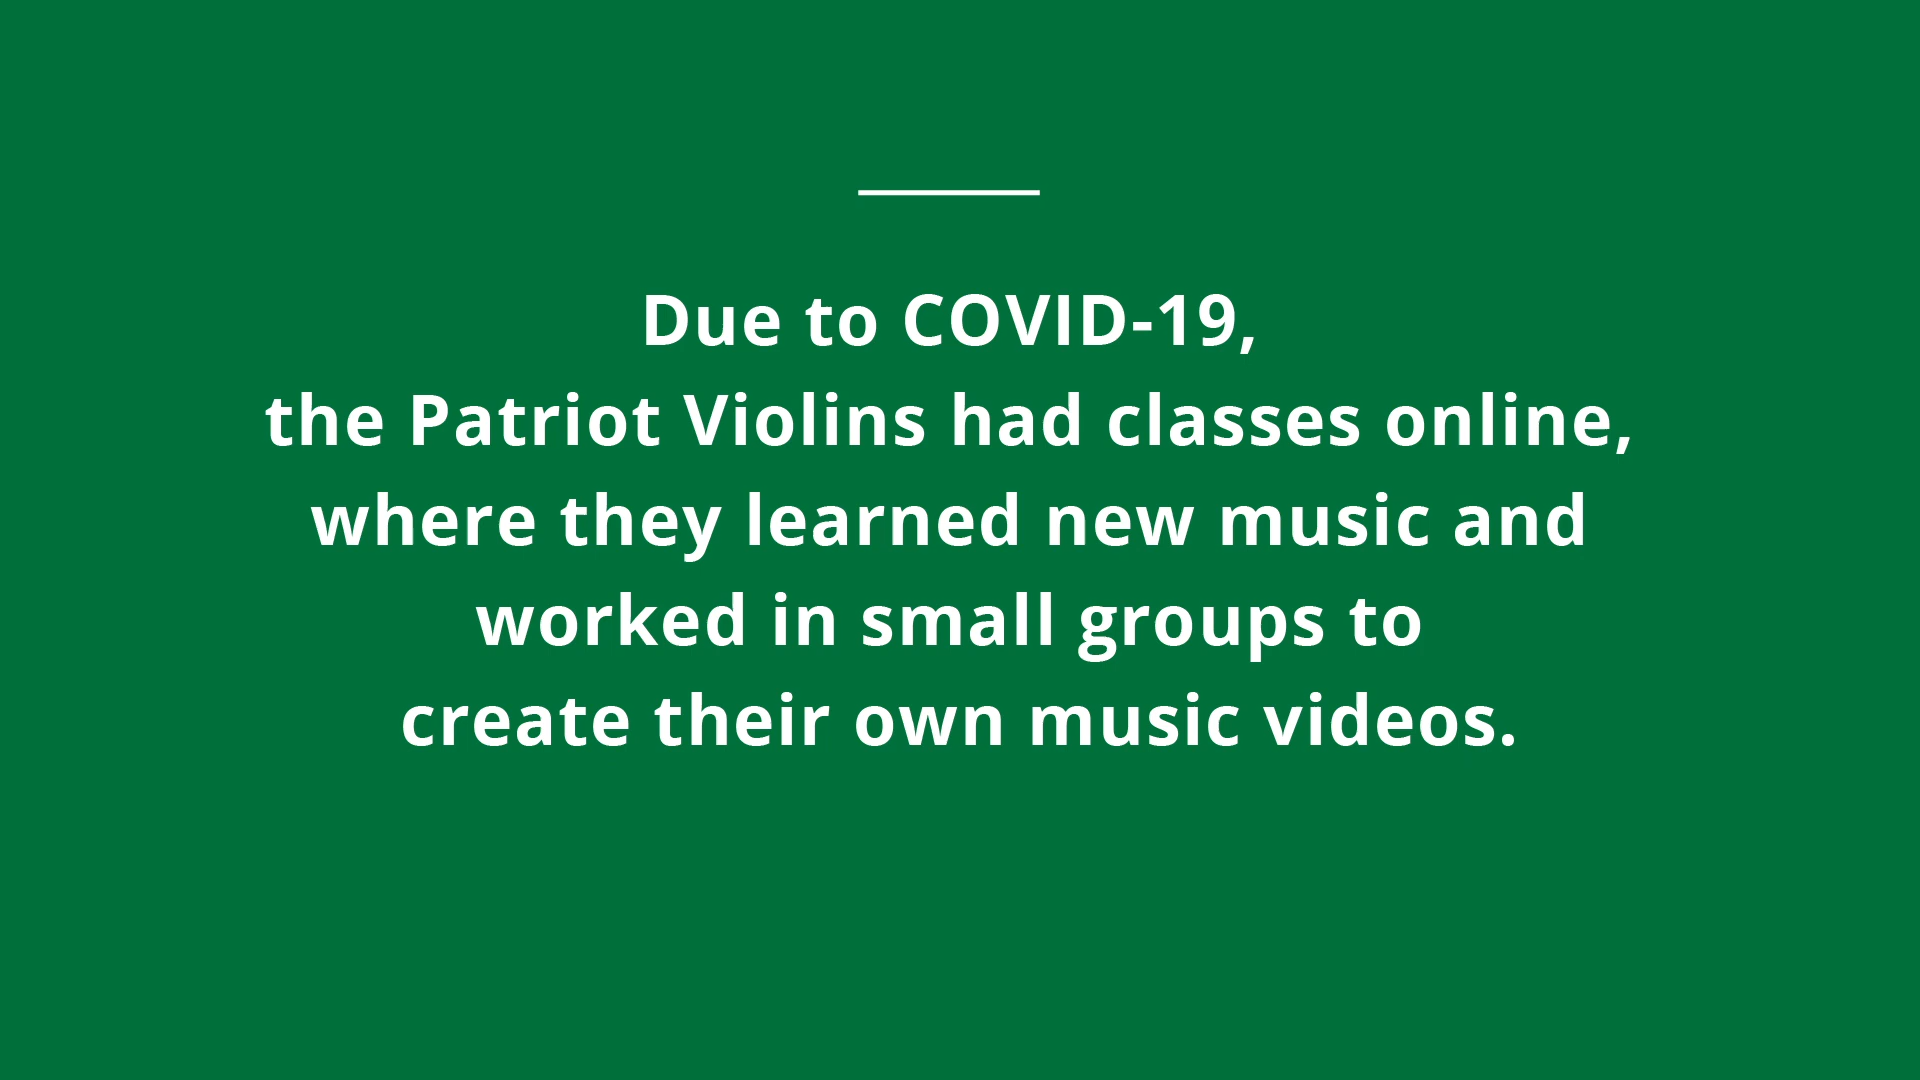 Due to COVID-19,
the Patriot Violins had classes online,
where they learned new music and
worked in small groups to
create their own music videos.